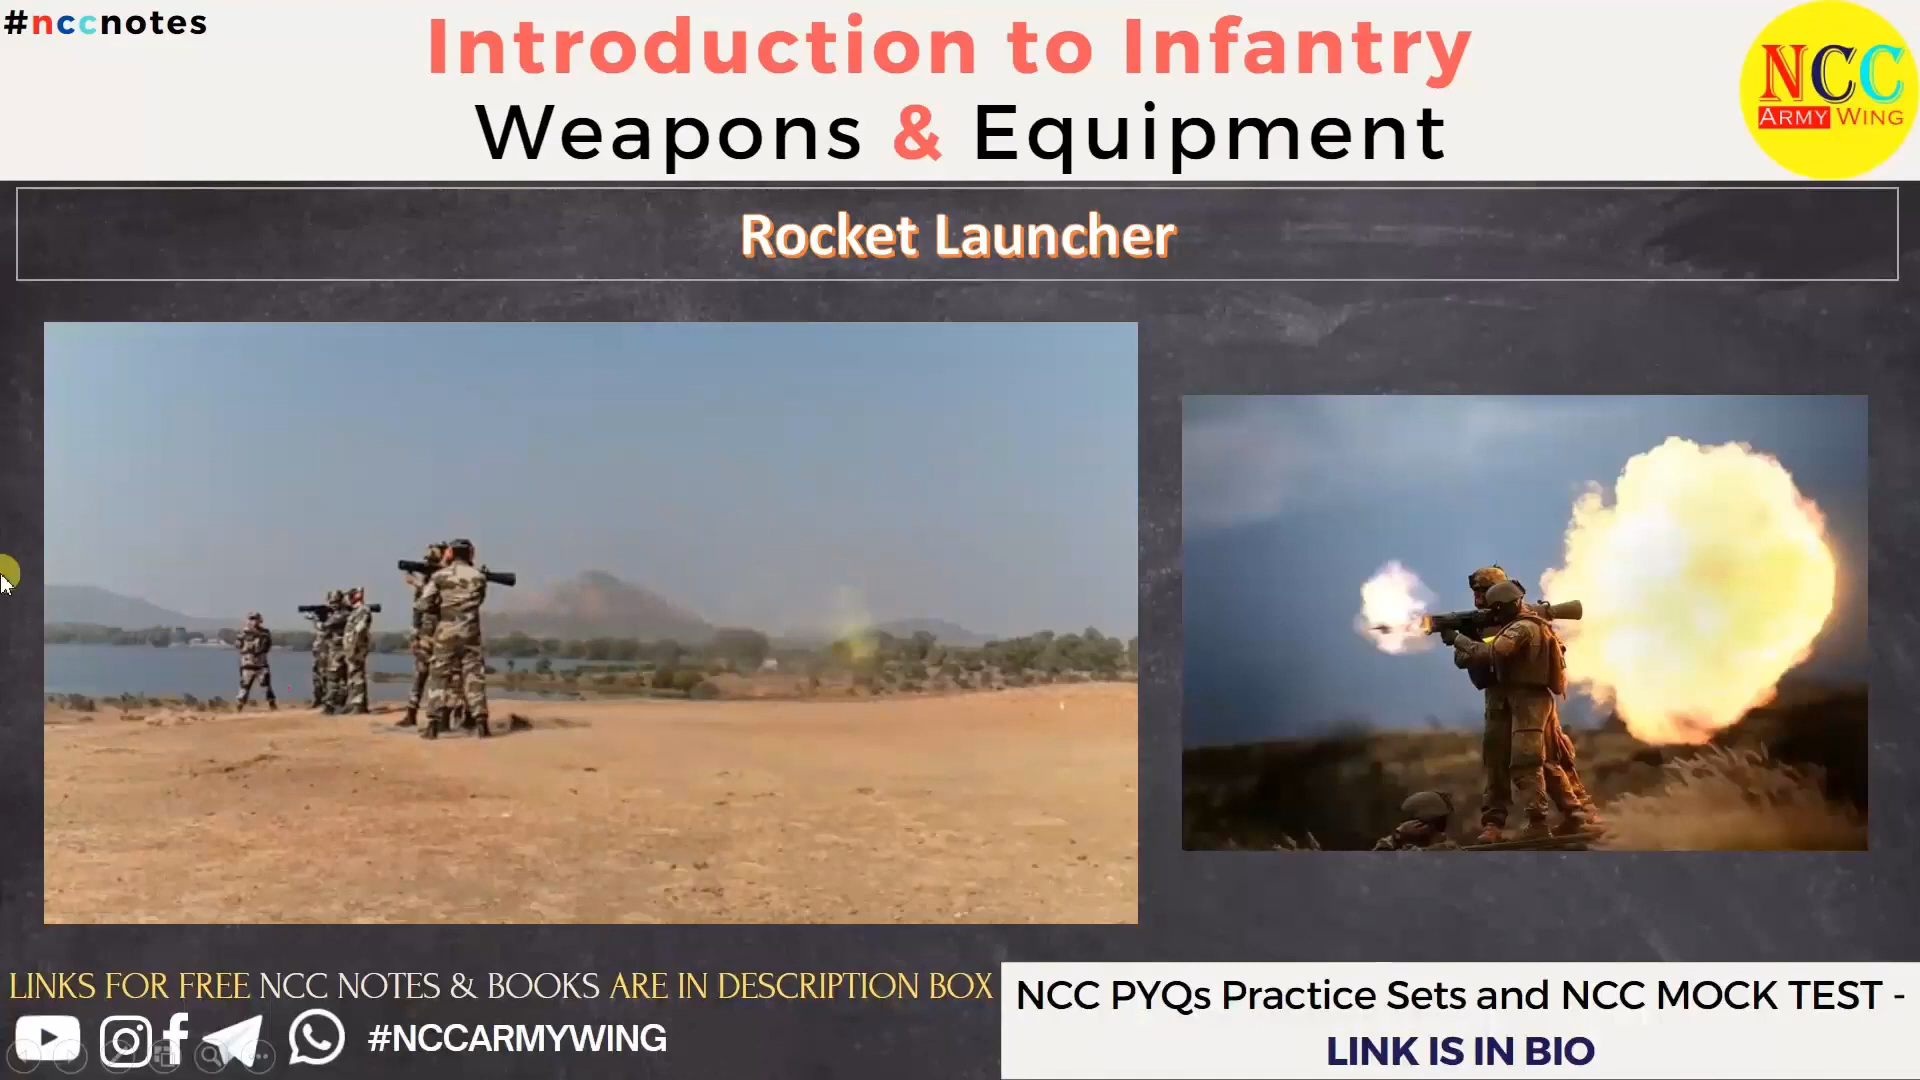 #nccnotes
Introduction to Infantry
Weapons & Equipment
NCC
ARMY WING
Rocket Launcher
LINKS FOR FREE NCC NOTES & BOOKS ARE IN DESCRIPTION BOX
#NCCARMYWING
NCC PYQs Practice Sets and NCC MOCK TEST -
LINK IS IN BIO